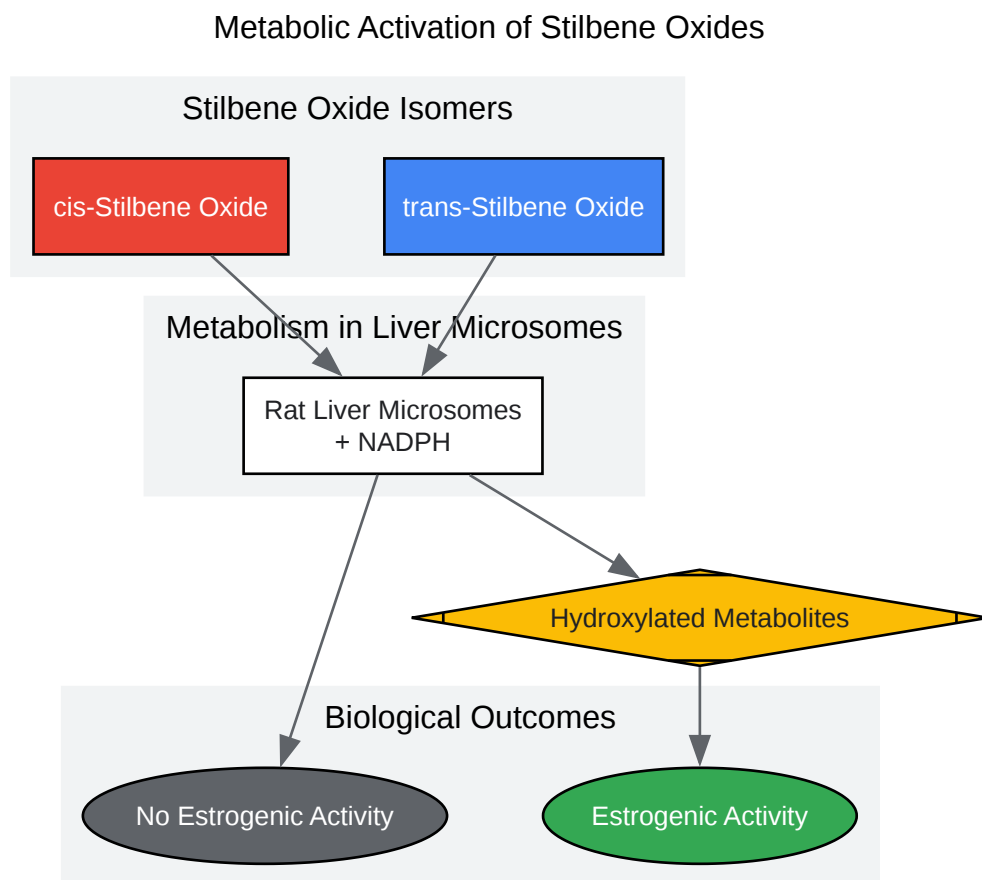 Metabolic Activation of Stilbene Oxides
Stilbene Oxide Isomers
cis-Stilbene Oxide
trans-Stilbene Oxide
Metabolism in Liver Microsomes
Rat Liver Microsomes
+ NADPH
Hydroxylated Metabolites
Biological Outcomes
No Estrogenic Activity
Estrogenic Activity